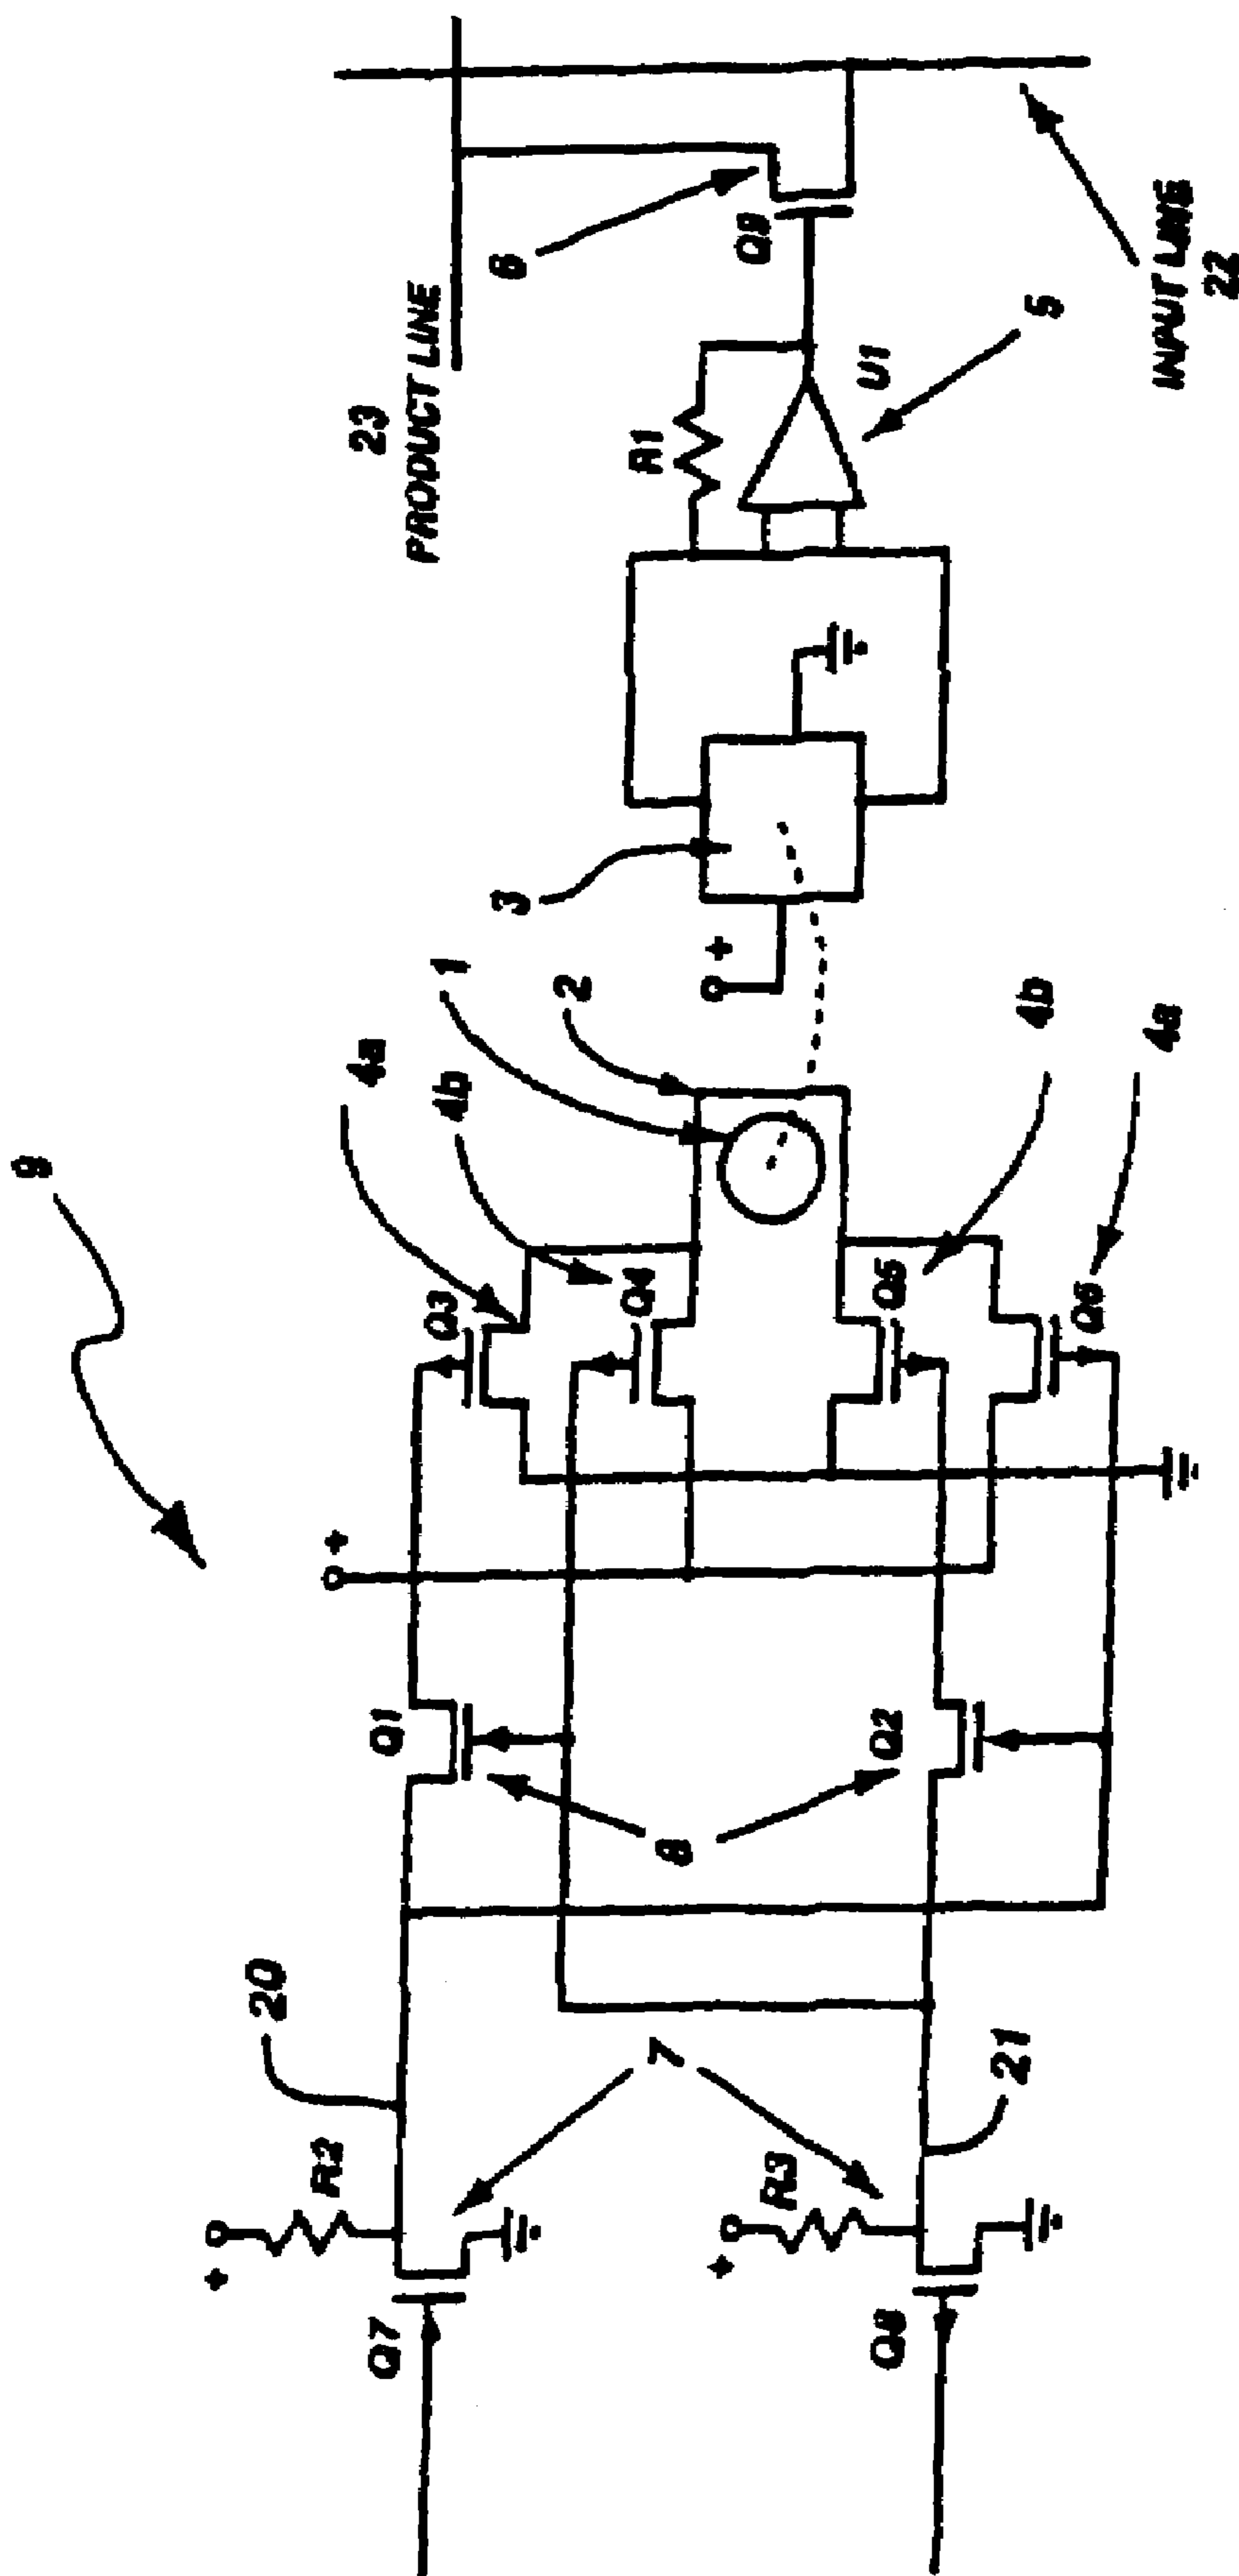 9
+
R2
20
+
4a
4b
1
2
3
+
23
PRODUCT LINE
6
Q7
Q1
Q3
Q4
R1
Q9
7
8
+
R3
Q8
21
Q2
Q5
Q6
4b
4a
U1
5
INPUT LINE
22